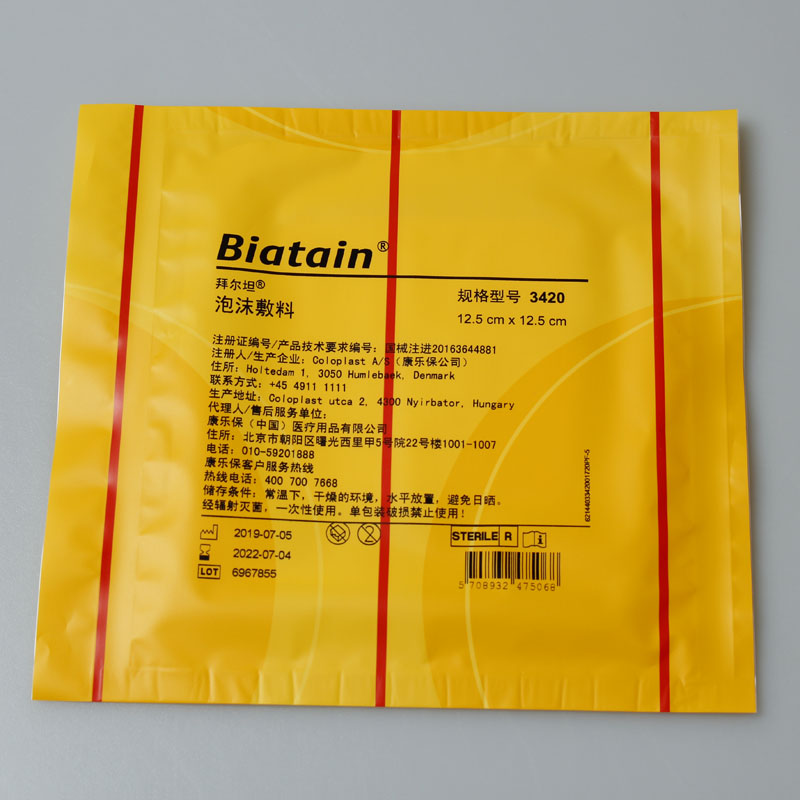 Biatain®
拜尔坦®
泡沫敷料
规格型号 3420
12.5 cm x 12.5 cm
注册证编号/产品技术要求编号: 国械注进20163644881
注册人/生产企业: Coloplast A/S (康乐保公司)
住所: Holtedam 1, 3050 Humlebaek, Denmark
联系方式: +45 4911 1111
生产地址: Coloplast utca 2, 4300 Nyirbator, Hungary
代理人/售后服务单位:
康乐保（中国）医疗用品有限公司
住所: 北京市朝阳区曙光西里甲5号院22号楼1001-1007
电话: 010-59201888
康乐保客户服务热线
热线电话: 400 700 7668
储存条件: 常温下，干燥的环境，水平放置，避免日晒。
经辐射灭菌，一次性使用。单包装破损禁止使用！
2019-07-05
2022-07-04
LOT 6967855
2
STERILE R
i
5 708932 475068